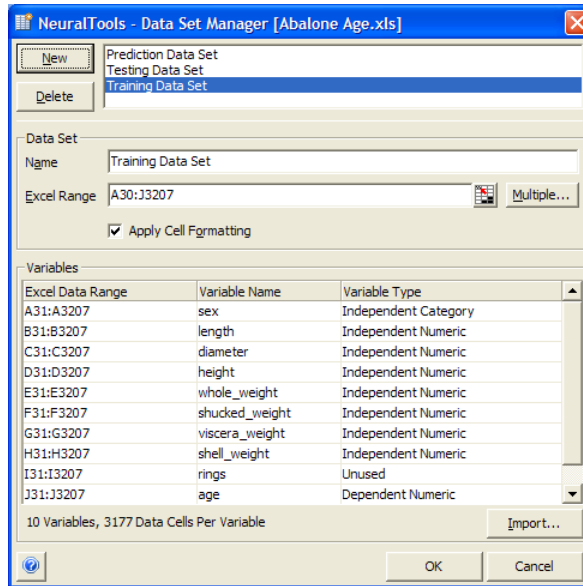 NeuralTools - Data Set Manager [Abalone Age.xls]
New
Delete
Prediction Data Set
Testing Data Set
Training Data Set
Data Set
Name Training Data Set
Excel Range A30:J3207 Multiple...
Apply Cell Formatting
Variables
Excel Data Range Variable Name Variable Type
A31:A3207 sex Independent Category
B31:B3207 length Independent Numeric
C31:C3207 diameter Independent Numeric
D31:D3207 height Independent Numeric
E31:E3207 whole_weight Independent Numeric
F31:F3207 shucked_weight Independent Numeric
G31:G3207 viscera_weight Independent Numeric
H31:H3207 shell_weight Independent Numeric
I31:I3207 rings Unused
J31:J3207 age Dependent Numeric
10 Variables, 3177 Data Cells Per Variable Import...
? OK Cancel